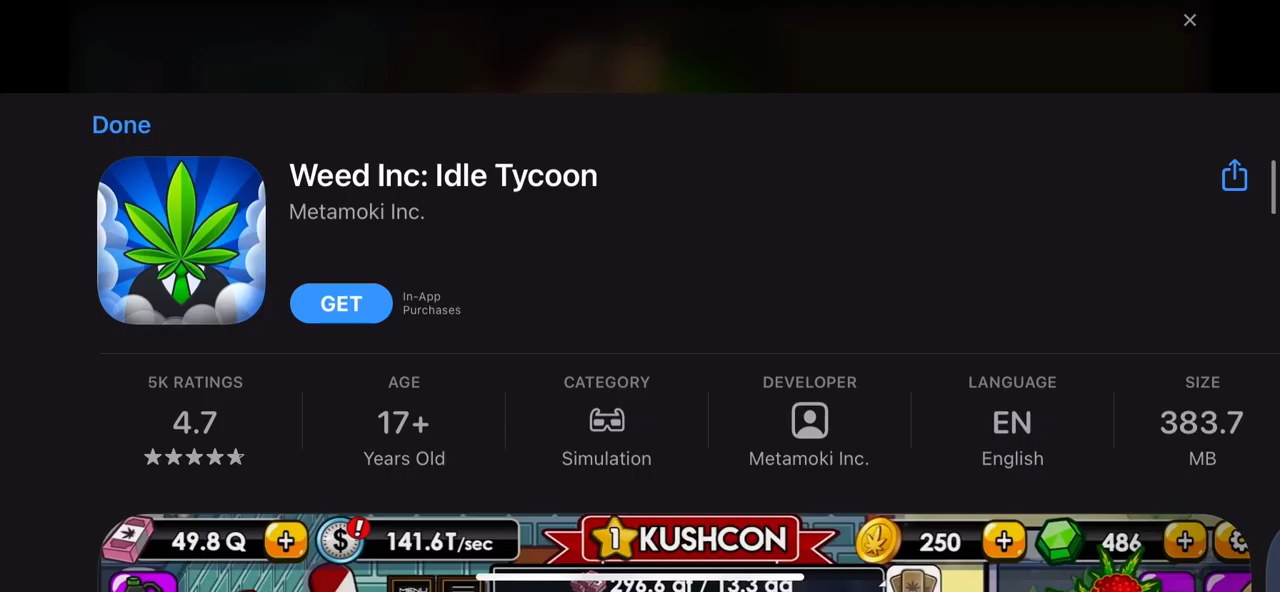 Done
Weed Inc: Idle Tycoon
Metamoki Inc.
GET
In-App
Purchases
5K RATINGS
AGE
CATEGORY
DEVELOPER
LANGUAGE
SIZE
4.7
17+
EN
383.7
Years Old
Simulation
Metamoki Inc.
English
MB
49.8 Q
141.6T/sec
1 KUSHCON
250
486
MENU